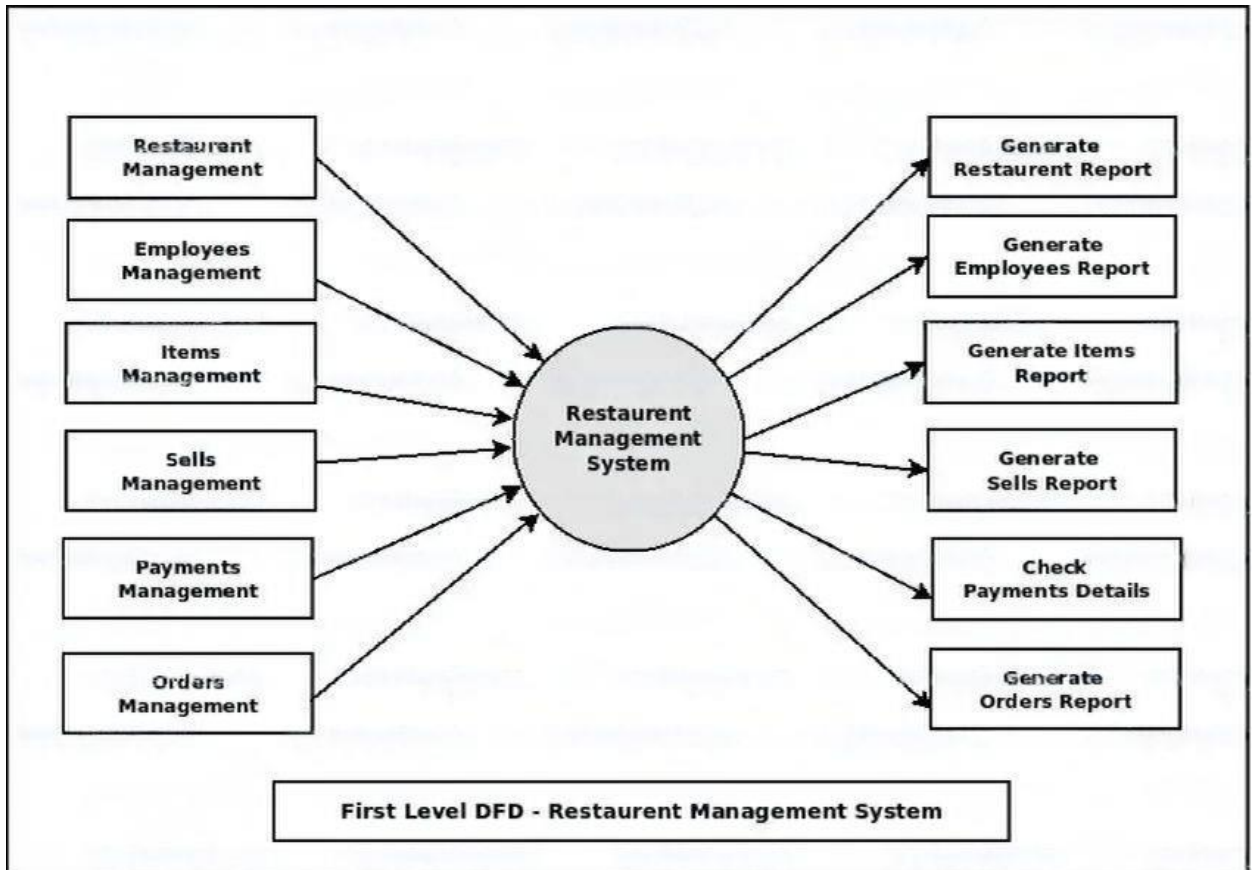 Restaurent
Management
Employees
Management
Items
Management
Sells
Management
Payments
Management
Orders
Management
Restaurent
Management
System
Generate
Restaurent Report
Generate
Employees Report
Generate Items
Report
Generate
Sells Report
Check
Payments Details
Generate
Orders Report
First Level DFD - Restaurent Management System